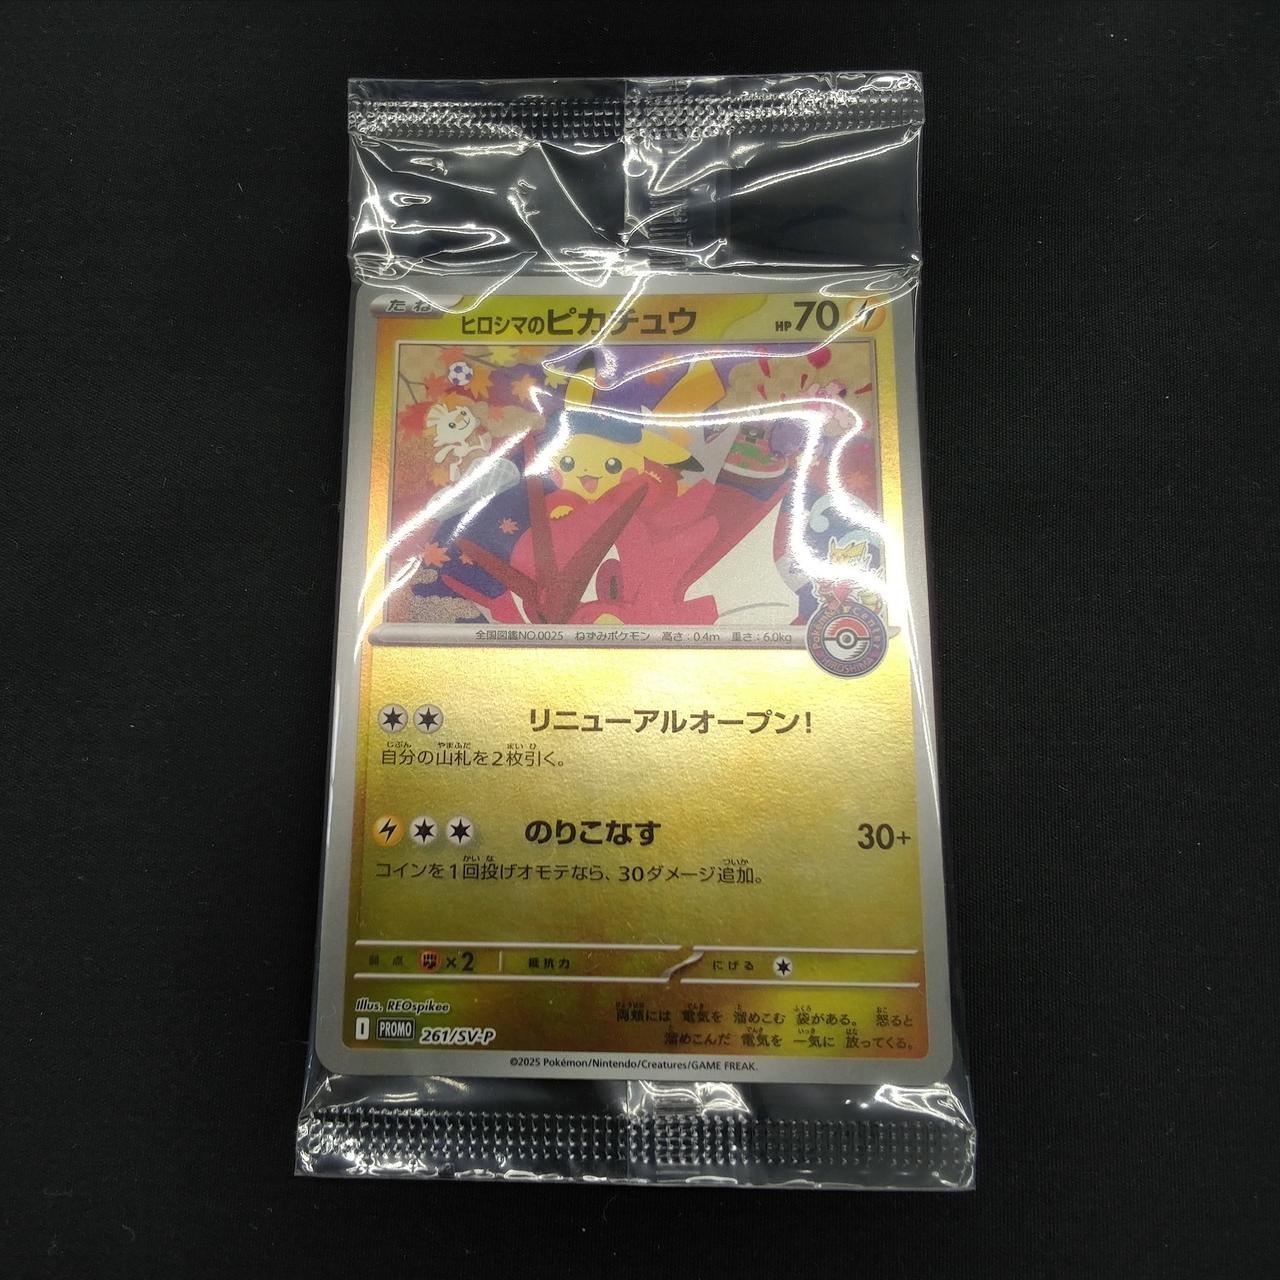 たね
ヒロシマのピカチュウ
HP70
Pokémon Center
HIROSHIMA
全国図鑑NO.0025 ねずみポケモン 高さ:0.4m 重さ:6.0kg
リニューアルオープン!
自分の山札を2枚引く。
のりこなす 30+
コインを1回投げオモテなら、30ダメージ追加。
弱点 ×2 抵抗力 にげる
Illus. REOspikee
両頬には 電気を 溜めこむ 袋がある。 怒ると
溜めこんだ 電気を 一気に 放ってくる。
I PROMO 261/SV-P
©2025 Pokémon/Nintendo/Creatures/GAME FREAK.